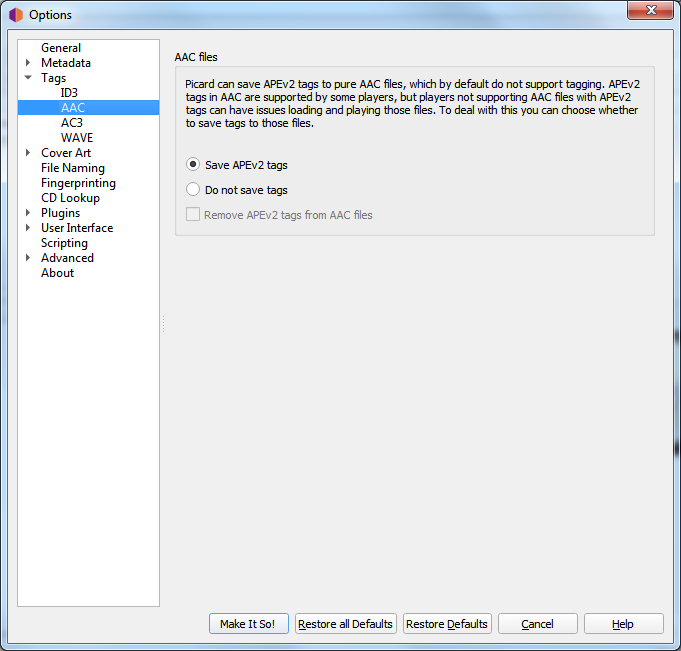 Options
General
Metadata
Tags
ID3
AAC
AC3
WAVE
Cover Art
File Naming
Fingerprinting
CD Lookup
Plugins
User Interface
Scripting
Advanced
About
AAC files
Picard can save APEv2 tags to pure AAC files, which by default do not support tagging. APEv2
tags in AAC are supported by some players, but players not supporting AAC files with APEv2
tags can have issues loading and playing those files. To deal with this you can choose whether
to save tags to those files.
Save APEv2 tags
Do not save tags
Remove APEv2 tags from AAC files
Make It So!
Restore all Defaults
Restore Defaults
Cancel
Help